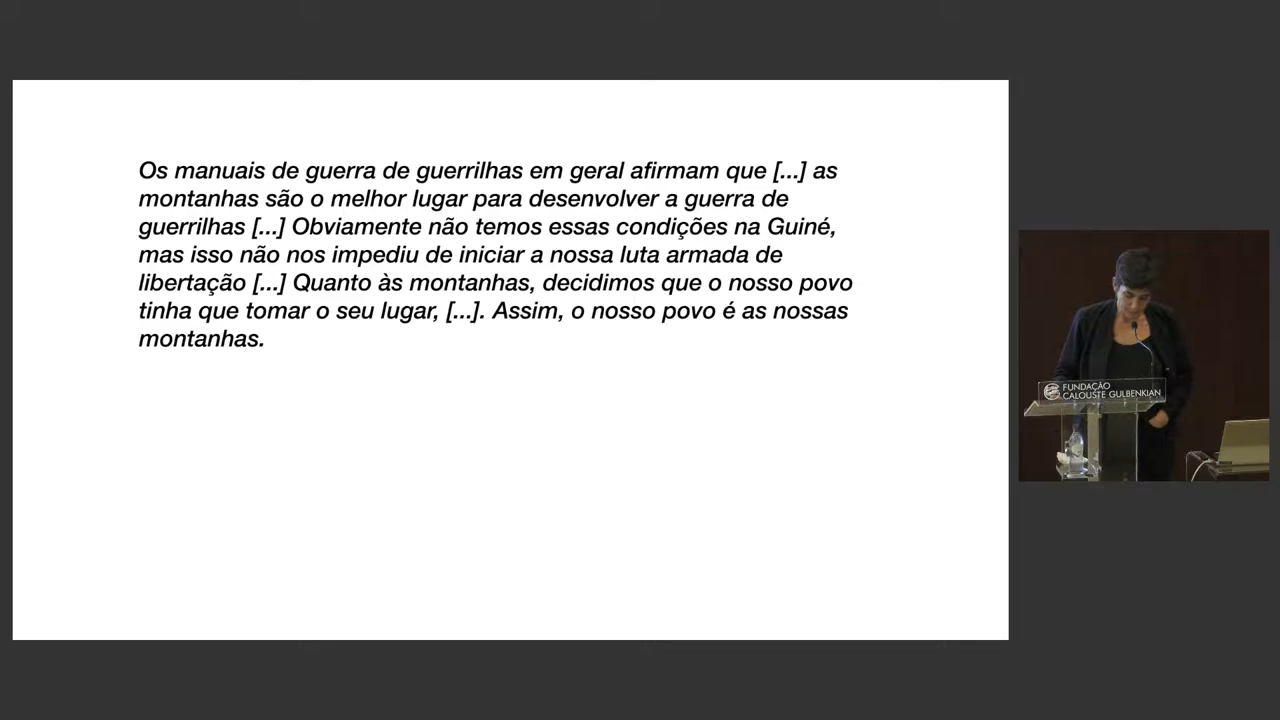 Os manuais de guerra de guerrilhas em geral afirmam que [...] as
montanhas são o melhor lugar para desenvolver a guerra de
guerrilhas [...] Obviamente não temos essas condições na Guiné,
mas isso não nos impediu de iniciar a nossa luta armada de
libertação [...] Quanto às montanhas, decidimos que o nosso povo
tinha que tomar o seu lugar, [...]. Assim, o nosso povo é as nossas
montanhas.
FUNDAÇÃO
CALOUSTE GULBENKIAN